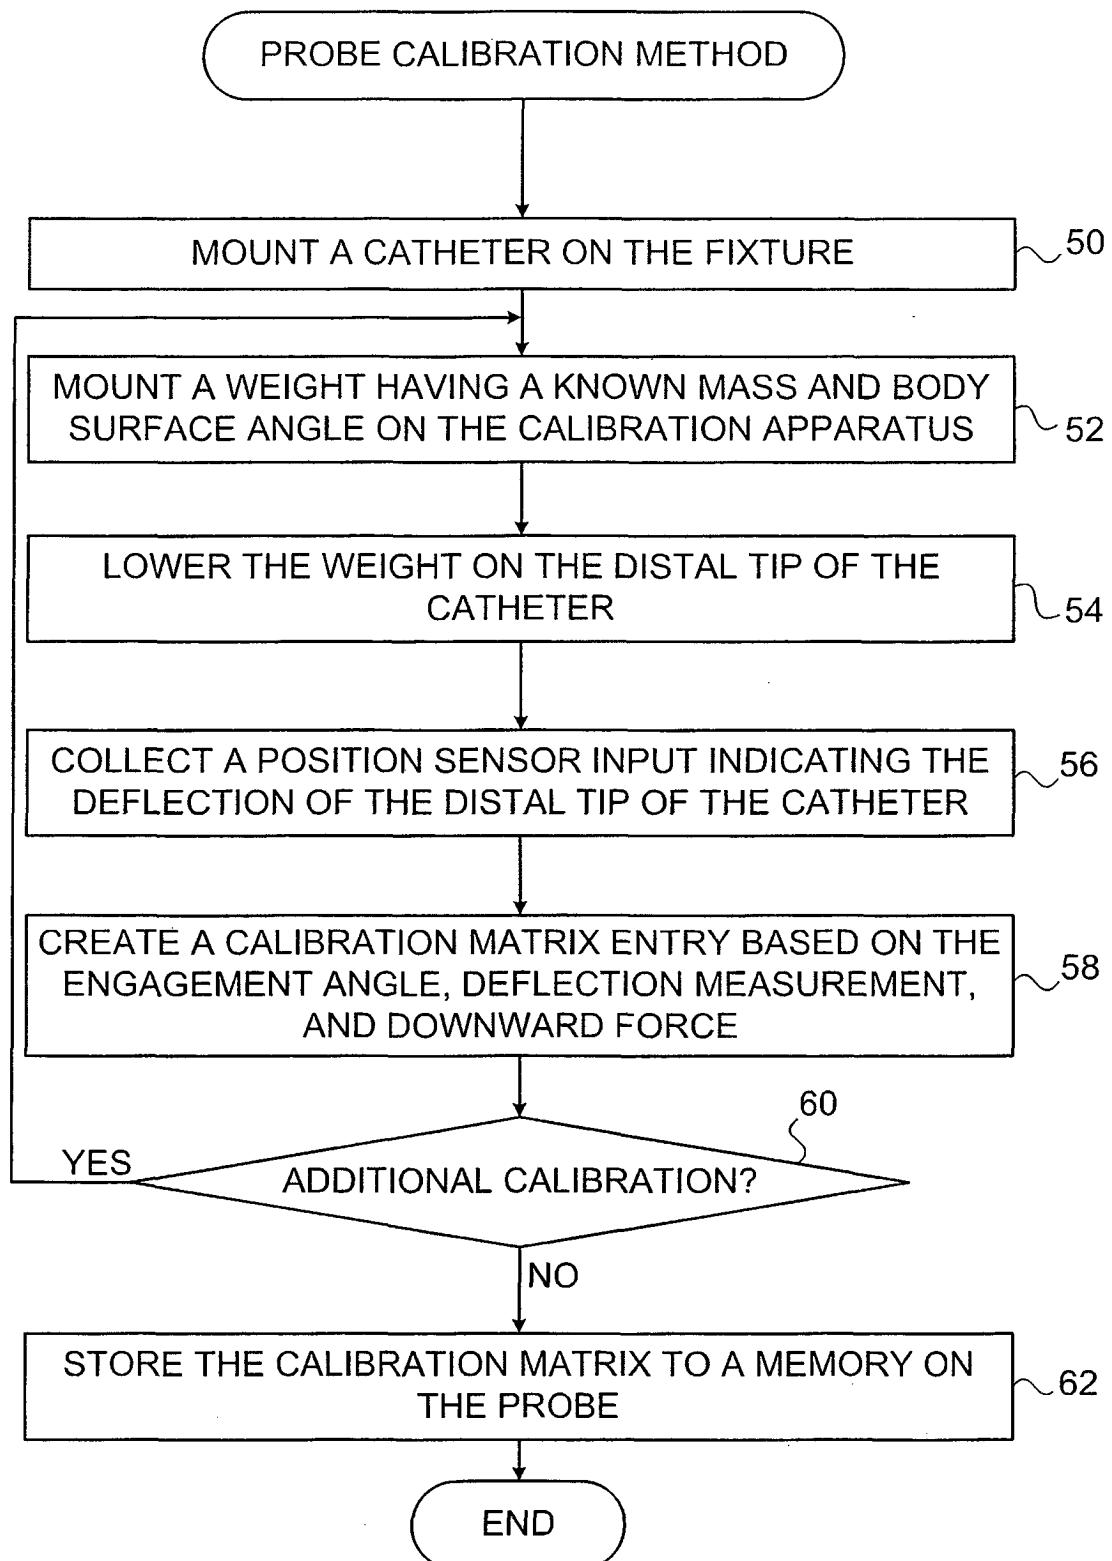 PROBE CALIBRATION METHOD
MOUNT A CATHETER ON THE FIXTURE
50
MOUNT A WEIGHT HAVING A KNOWN MASS AND BODY
SURFACE ANGLE ON THE CALIBRATION APPARATUS
52
LOWER THE WEIGHT ON THE DISTAL TIP OF THE
CATHETER
54
COLLECT A POSITION SENSOR INPUT INDICATING THE
DEFLECTION OF THE DISTAL TIP OF THE CATHETER
56
CREATE A CALIBRATION MATRIX ENTRY BASED ON THE
ENGAGEMENT ANGLE, DEFLECTION MEASUREMENT,
AND DOWNWARD FORCE
58
60
YES
ADDITIONAL CALIBRATION?
NO
STORE THE CALIBRATION MATRIX TO A MEMORY ON
THE PROBE
62
END